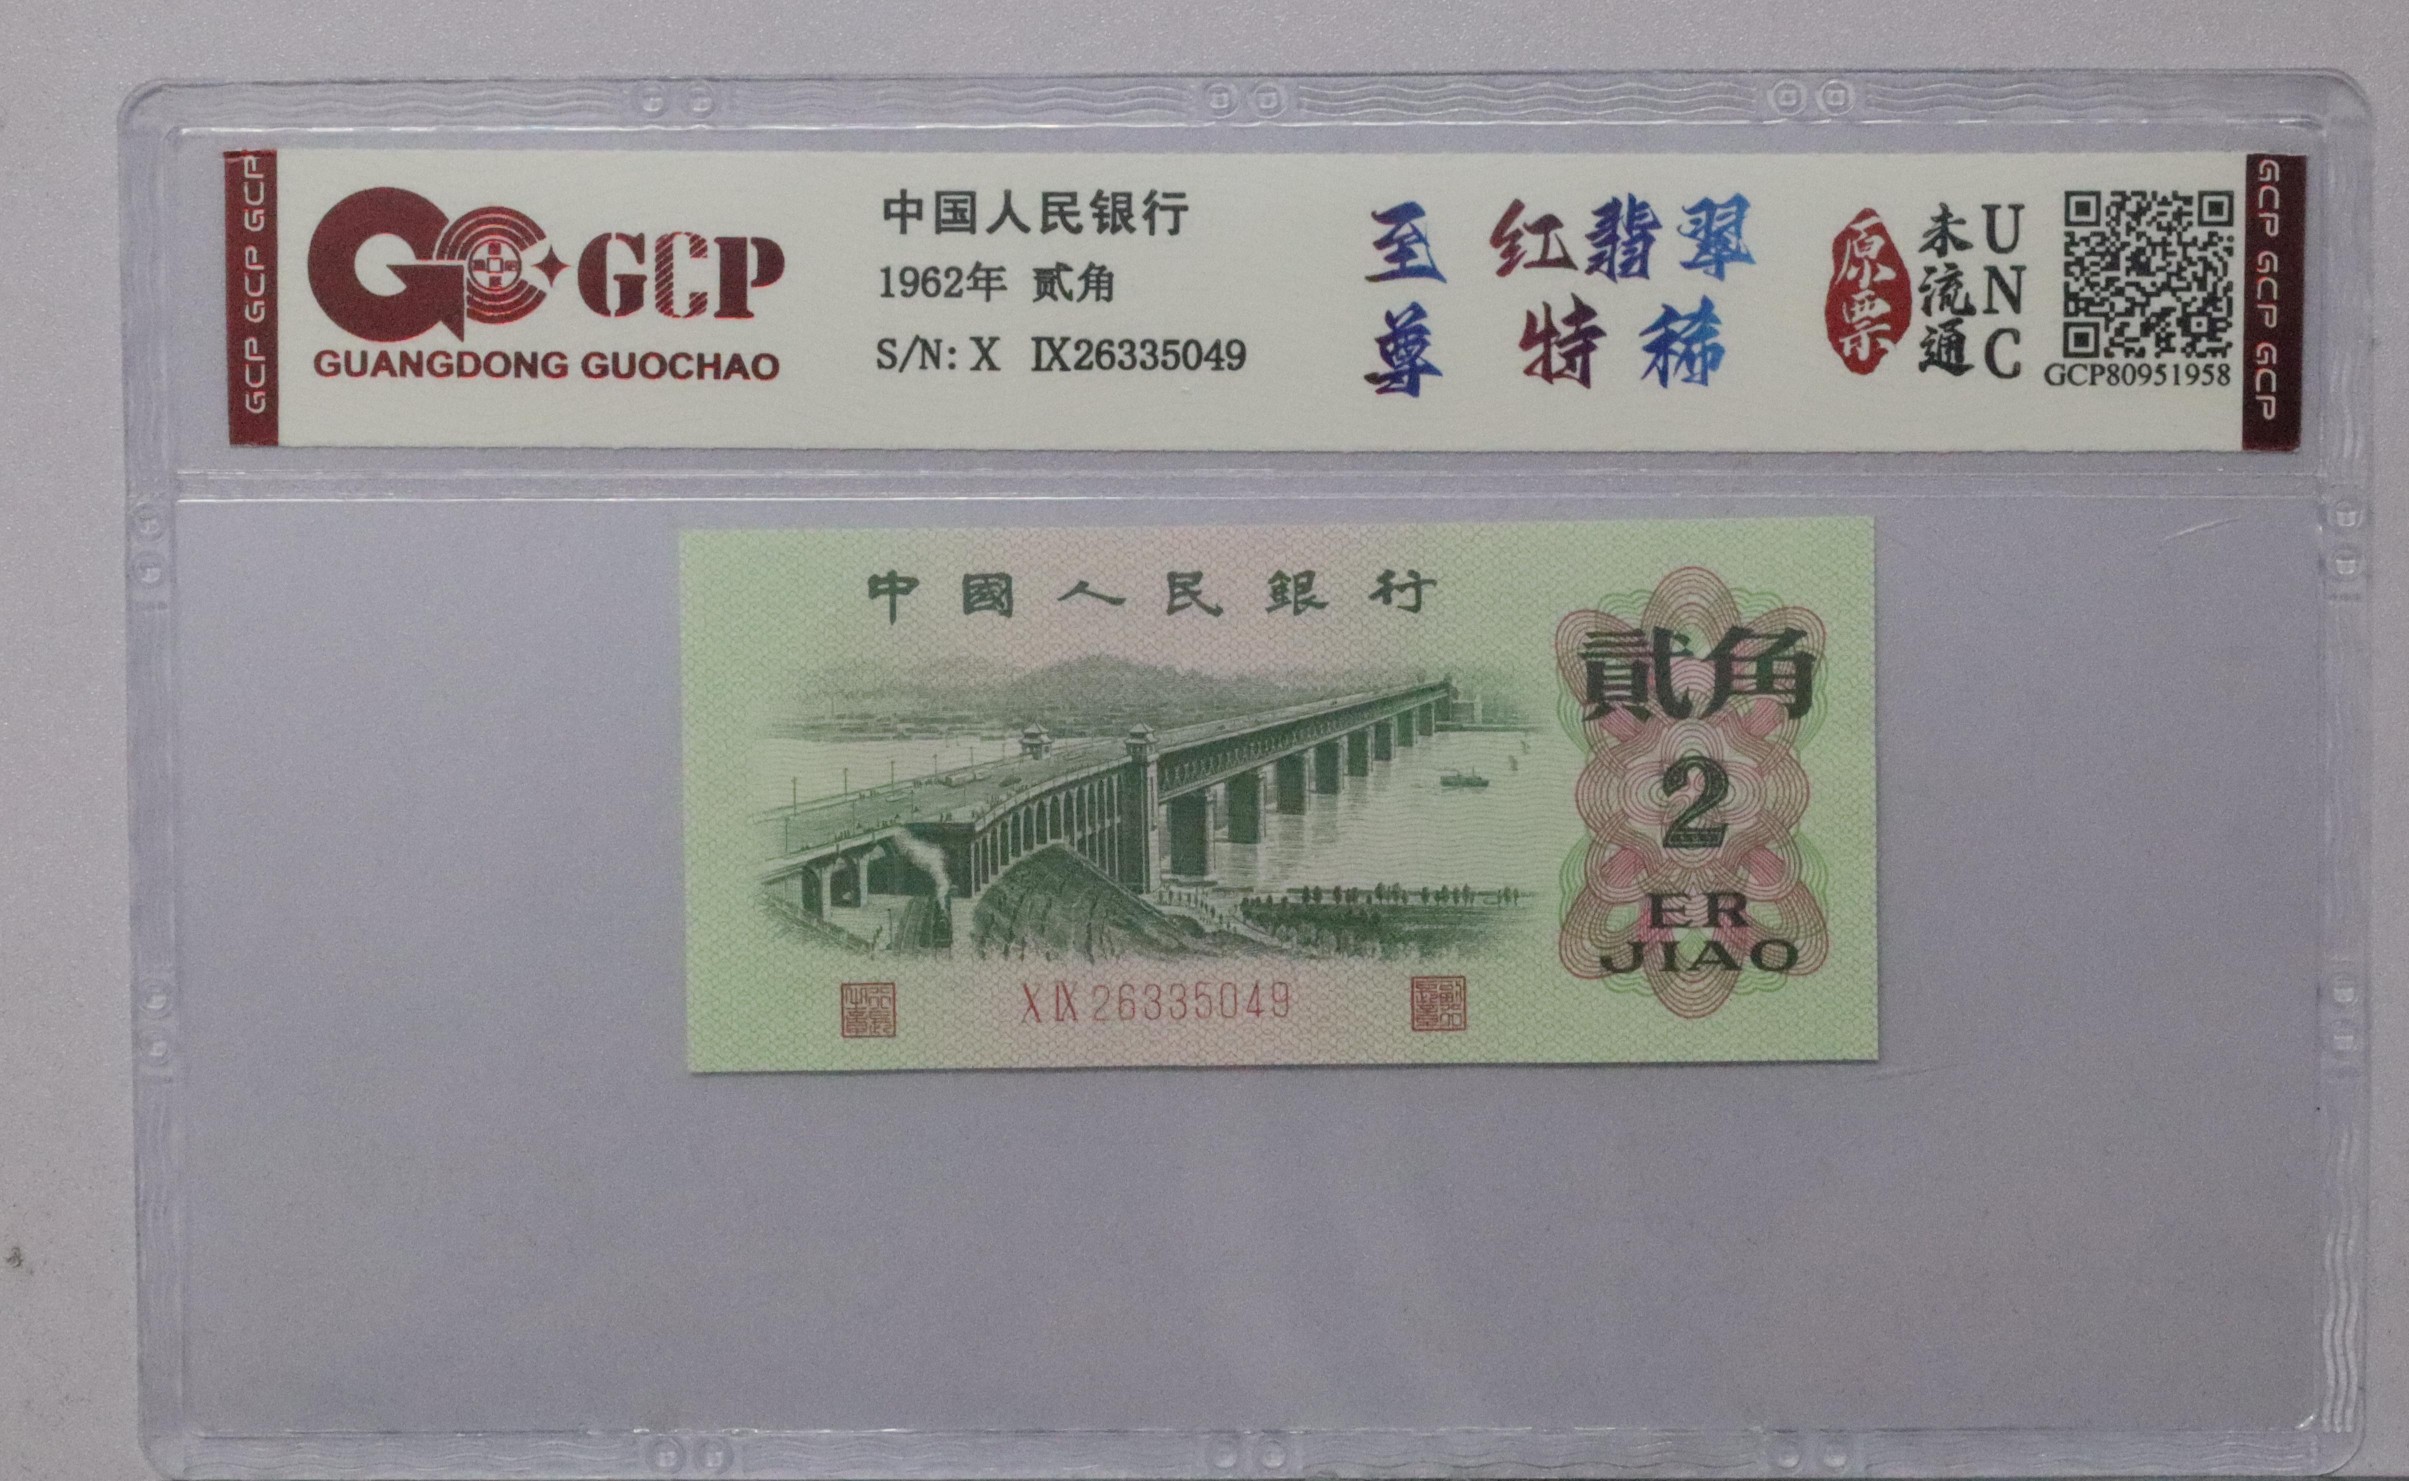 GCP GCP GCP
GCP
GUANGDONG GUOCHAO
中国人民银行
1962年 贰角
S/N: X IX26335049
至尊
红翡翠
特稀
原票
未流通
UNC
GCP80951958
GCP GCP GCP
中國人民銀行
貳角
2
ER
JIAO
X IX 26335049